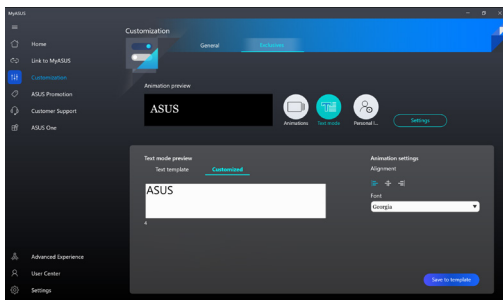 MyASUS
Customization
General
Exclusive
Home
Link to MyASUS
Customization
ASUS Promotion
Customer Support
ASUS One
Advanced Experience
User Center
Settings
Animation preview
ASUS
Animations
Text mode
Personal I...
Settings
Text mode preview
Text template
Customized
ASUS
4
Animation settings
Alignment
Font
Georgia
Save to template